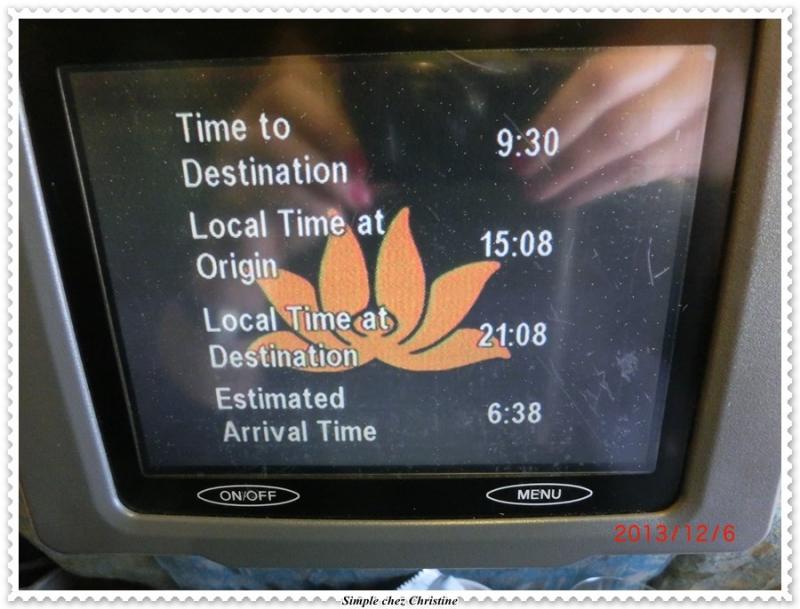 Time to
Destination
9:30
Local Time at
Origin
15:08
Local Time at
Destination
21:08
Estimated
Arrival Time
6:38
ON/OFF
MENU
2013/12/6
Simple chez Christine